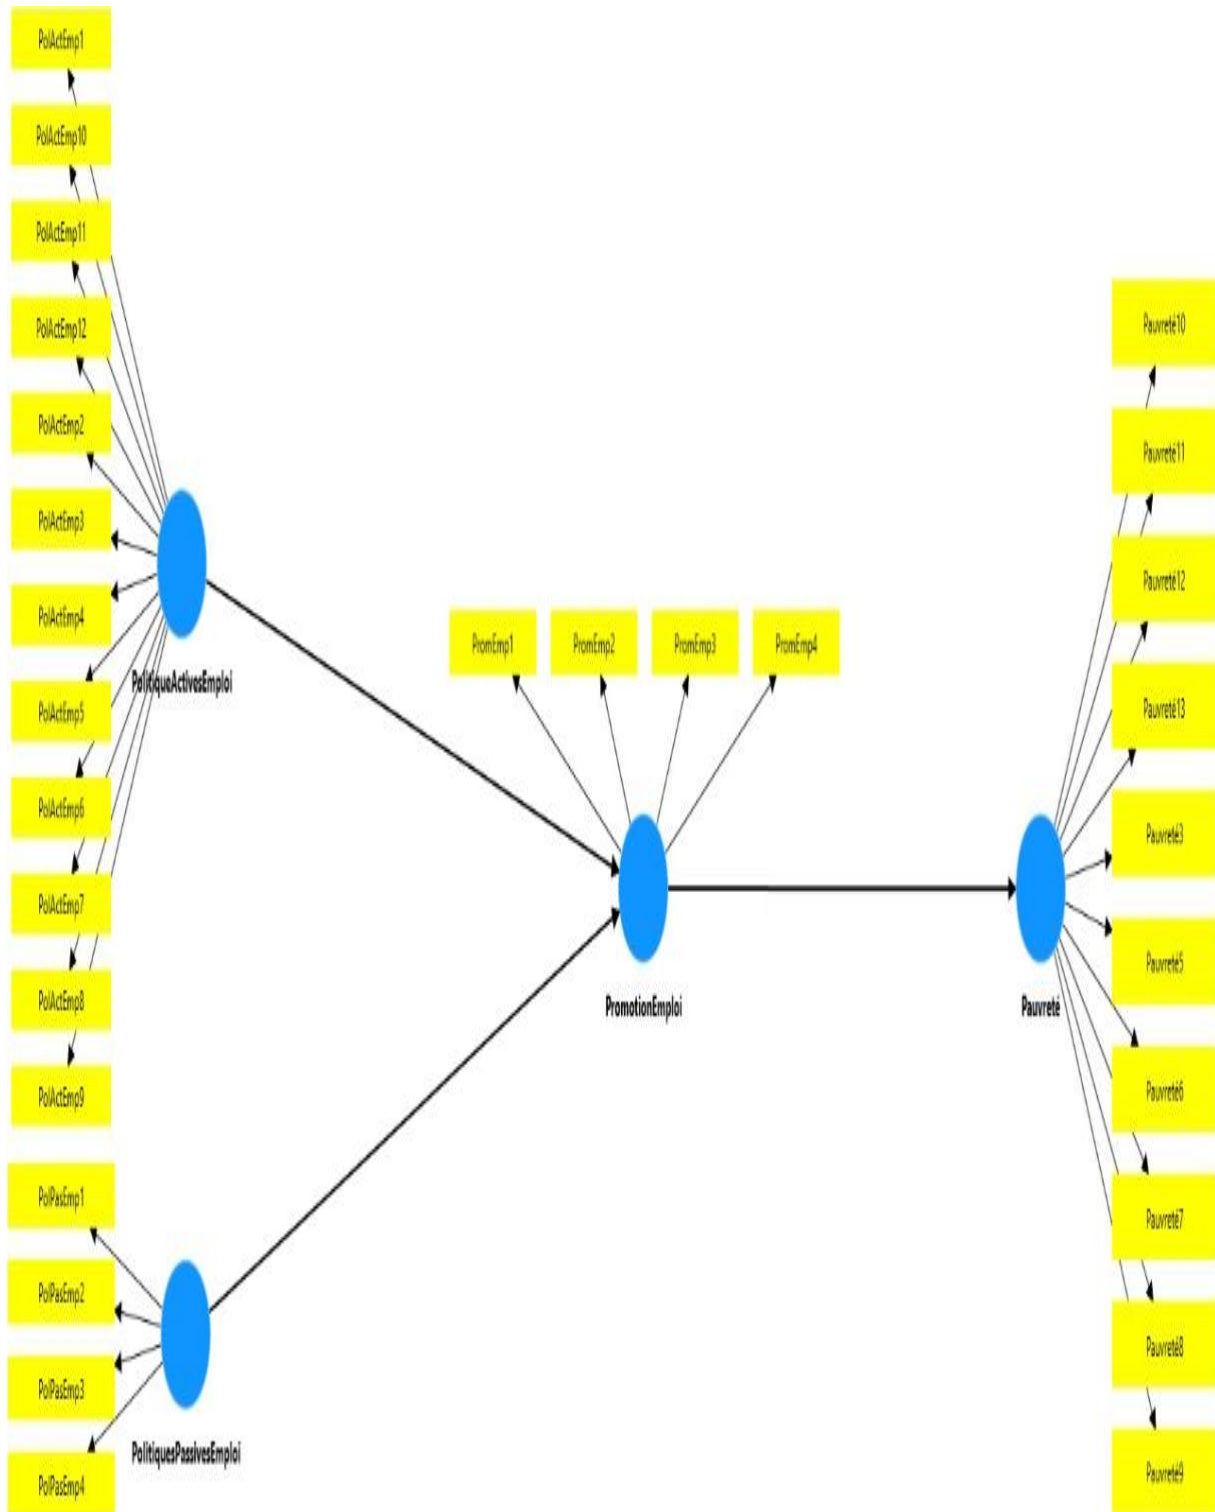 PolActEmp1
PolActEmp10
PolActEmp11
PolActEmp12
PolActEmp2
PolActEmp3
PolActEmp4
PolActEmp5
PolActEmp6
PolActEmp7
PolActEmp8
PolActEmp9
PolitiqueActivesEmploi
PolPasEmp1
PolPasEmp2
PolPasEmp3
PolPasEmp4
PolitiquesPassivesEmploi
PromEmp1
PromEmp2
PromEmp3
PromEmp4
PromotionEmploi
Pauvreté
Pauvreté10
Pauvreté11
Pauvreté12
Pauvreté13
Pauvreté3
Pauvreté5
Pauvreté6
Pauvreté7
Pauvreté8
Pauvreté9